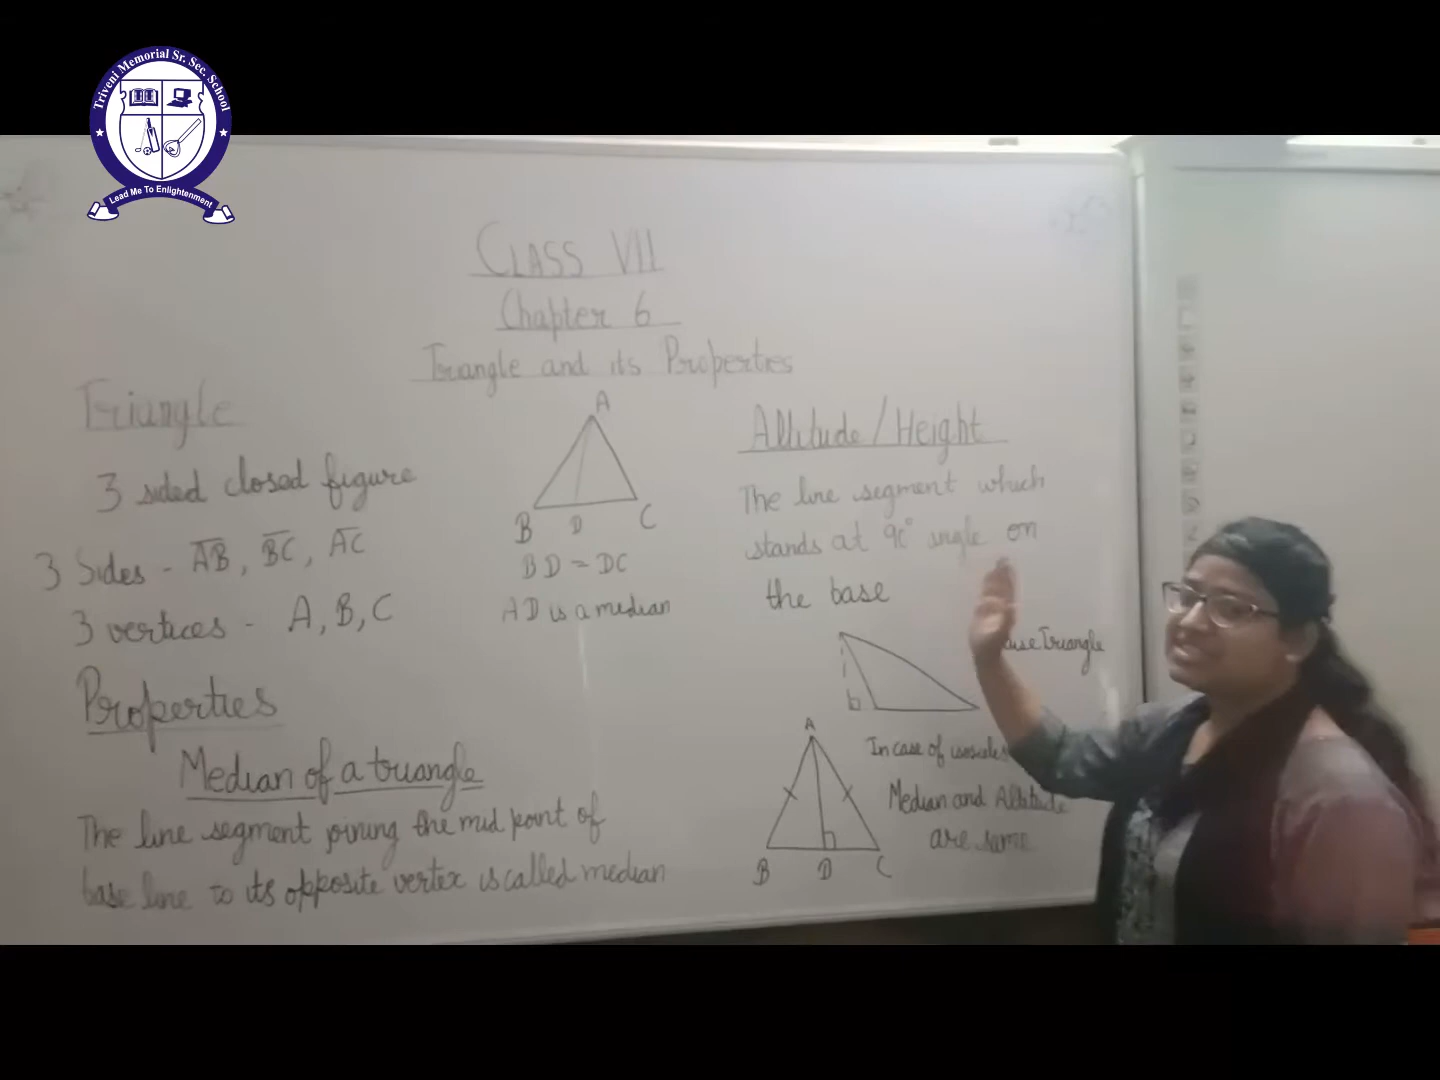 Triveni Memorial Sr. Sec. School
Lead Me To Enlightenment
CLASS VII
Chapter 6
Triangle and its Properties
Triangle
3 sided closed figure
3 Sides - A̅B̅, B̅C̅, A̅C̅
3 vertices - A, B, C
Properties
Median of a triangle
The line segment joining the mid point of
base line to its opposite vertex is called median
A
B D C
BD = DC
AD is a median
Altitude/Height
The line segment which
stands at 90° angle on
the base
Triangle
A
B D C
In case of
Median and Altitude
are same